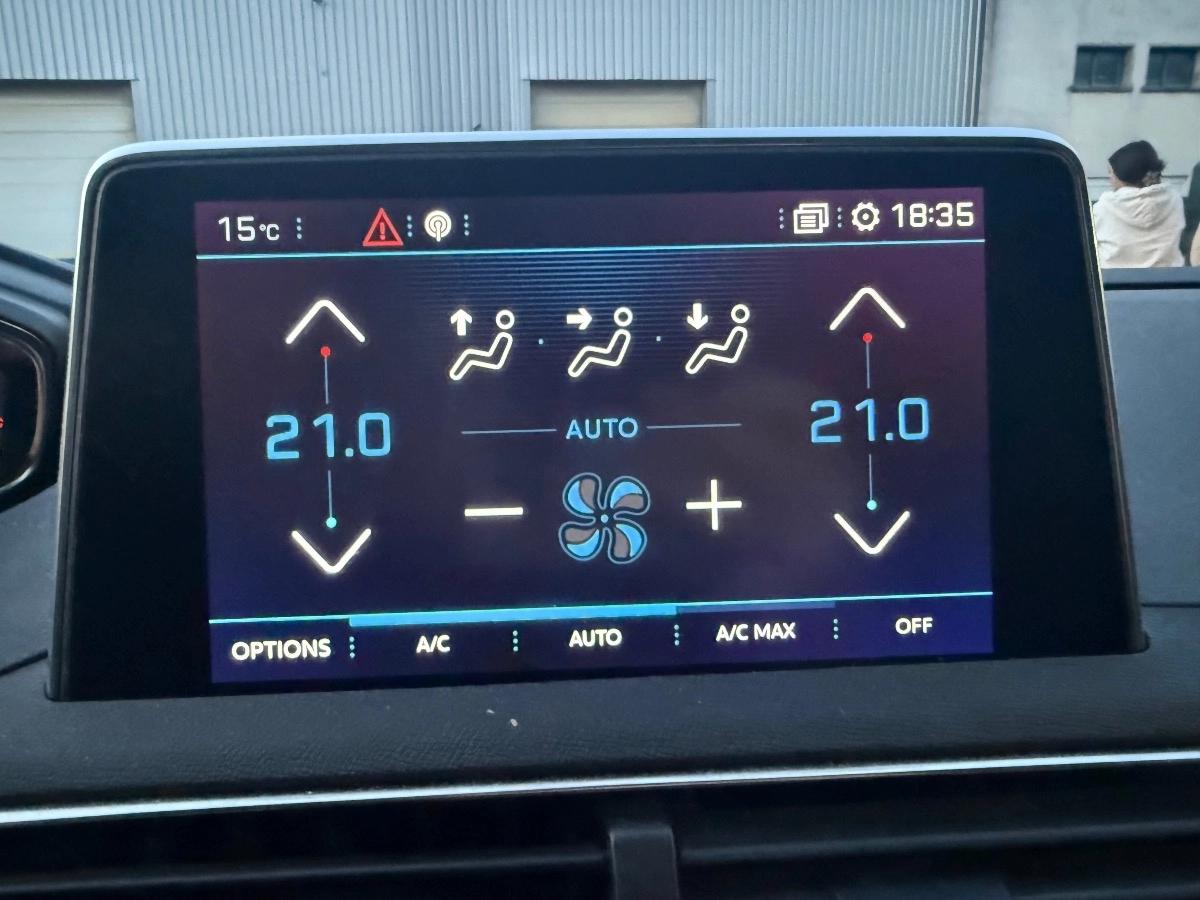 15°C 18:35
21.0 AUTO 21.0
OPTIONS A/C AUTO A/C MAX OFF